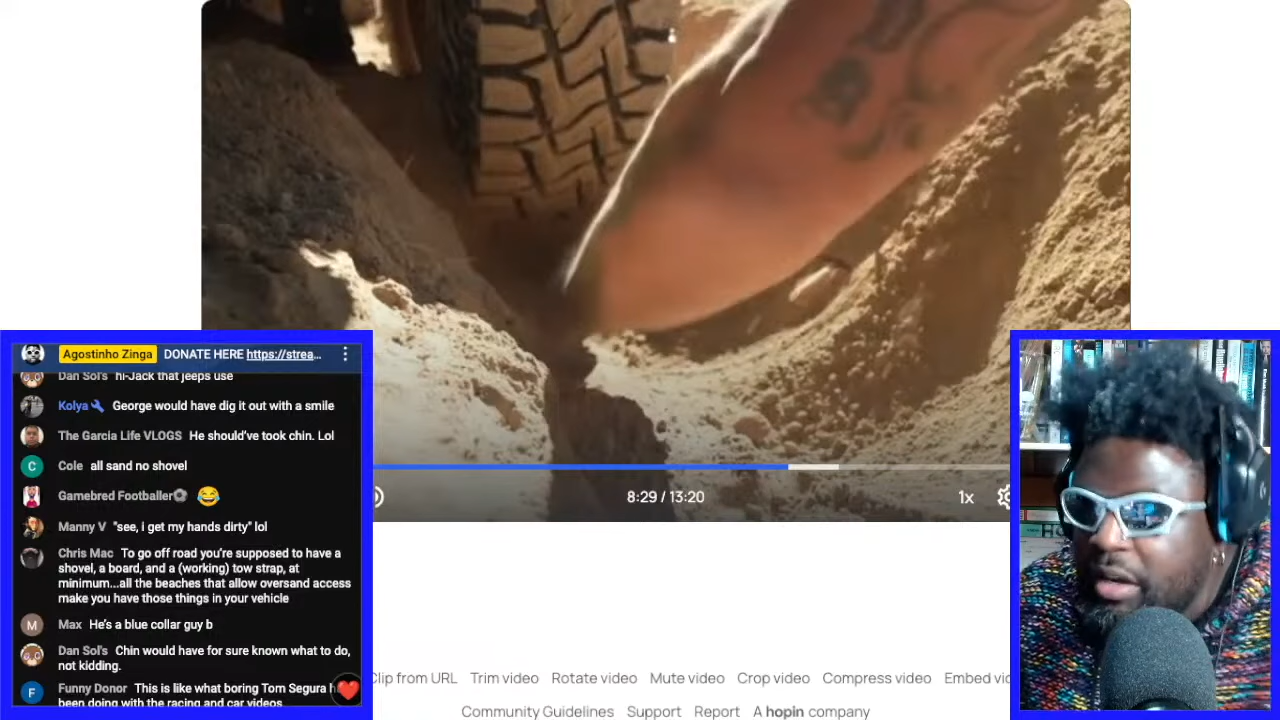 Agostinho Zinga DONATE HERE https://strea...
Dan Sol's hi-Jack that jeeps use
Kolya George would have dig it out with a smile
The Garcia Life VLOGS He should've took chin. Lol
C Cole all sand no shovel
Gamebred Footballer
Manny V "see, i get my hands dirty" lol
Chris Mac To go off road you're supposed to have a
shovel, a board, and a (working) tow strap, at
minimum...all the beaches that allow oversand access
make you have those things in your vehicle
M Max He's a blue collar guy b
Dan Sol's Chin would have for sure known what to do,
not kidding.
F Funny Donor This is like what boring Tom Segura
been doing with the racing and car videos
8:29 / 13:20
1x
Clip from URL Trim video Rotate video Mute video Crop video Compress video Embed
Community Guidelines Support Report A hopin company